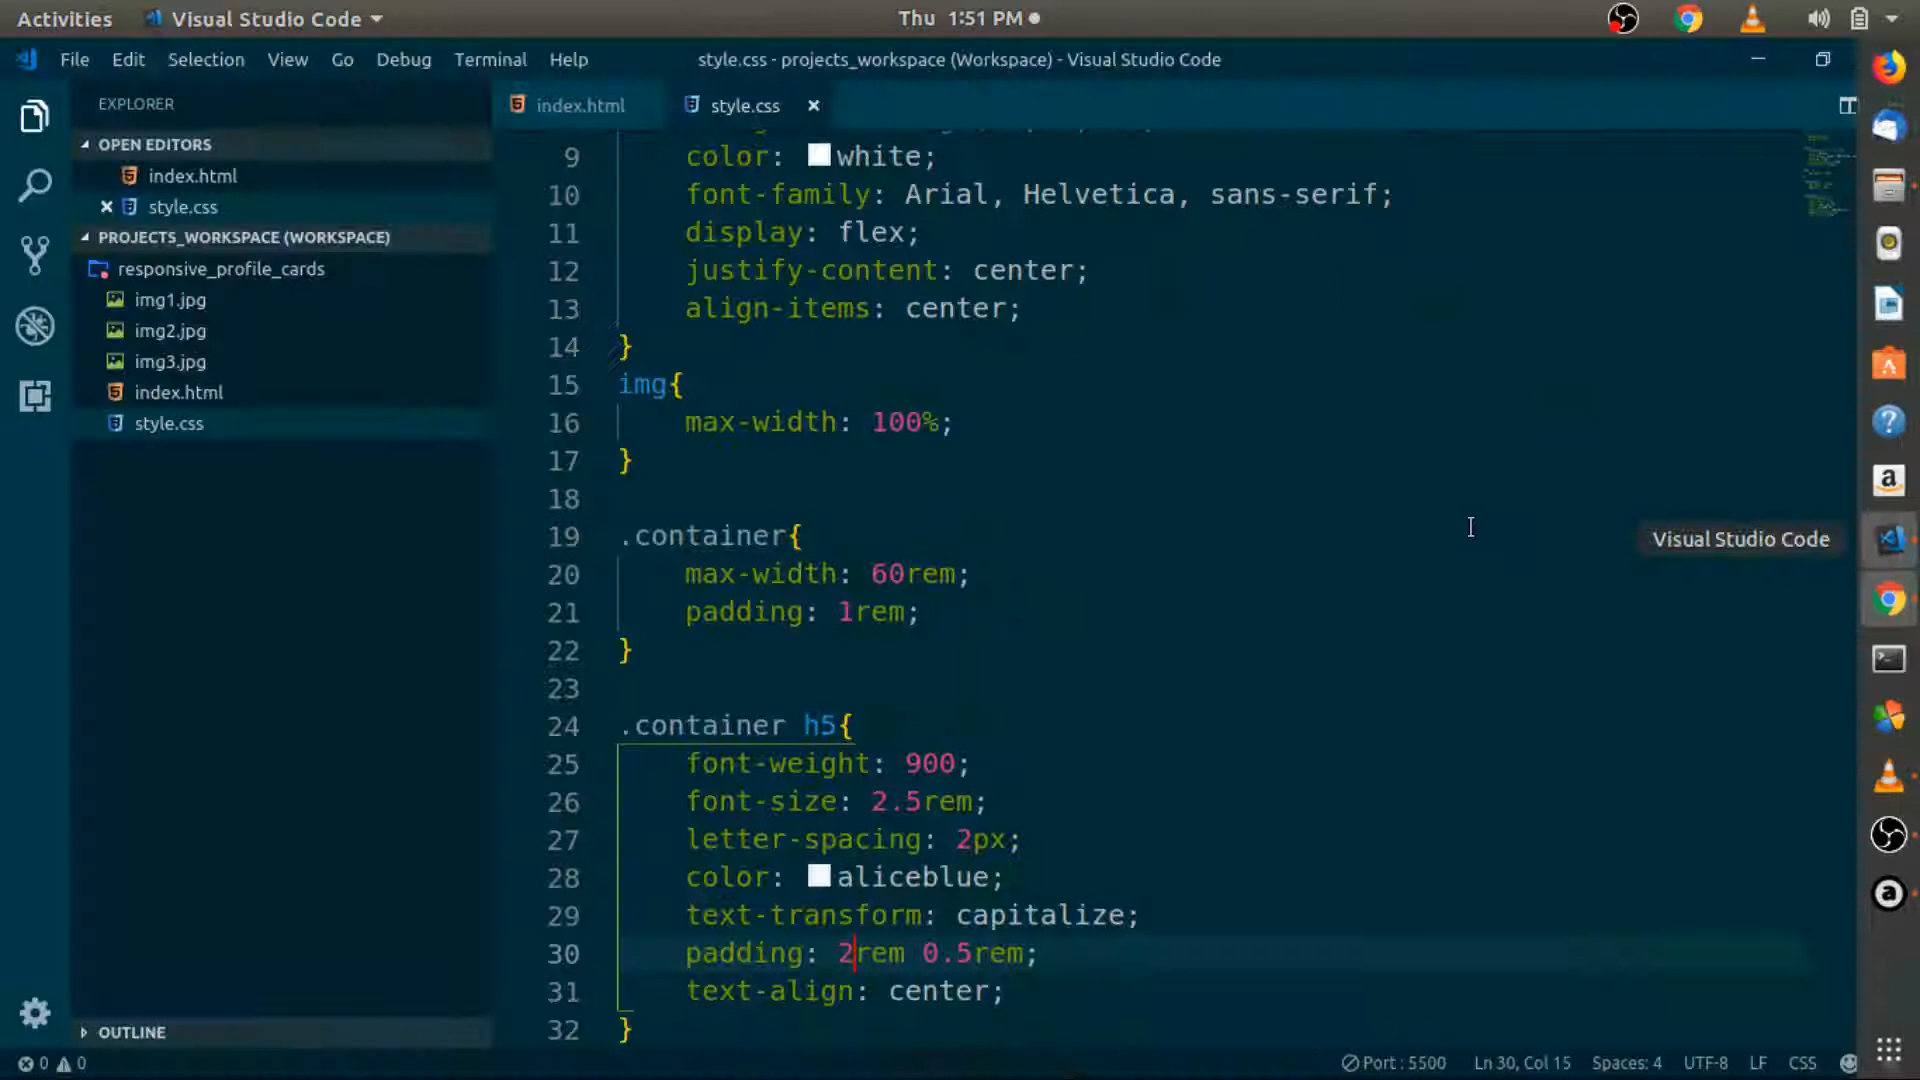 Activities Visual Studio Code Thu 1:51 PM
File Edit Selection View Go Debug Terminal Help style.css - projects_workspace (Workspace) - Visual Studio Code
EXPLORER
index.html style.css
OPEN EDITORS
index.html
style.css
PROJECTS_WORKSPACE (WORKSPACE)
responsive_profile_cards
img1.jpg
img2.jpg
img3.jpg
index.html
style.css
OUTLINE
9 color: white;
10 font-family: Arial, Helvetica, sans-serif;
11 display: flex;
12 justify-content: center;
13 align-items: center;
14 }
15 img{
16 max-width: 100%;
17 }
18
19 .container{
20 max-width: 60rem;
21 padding: 1rem;
22 }
23
24 .container h5{
25 font-weight: 900;
26 font-size: 2.5rem;
27 letter-spacing: 2px;
28 color: aliceblue;
29 text-transform: capitalize;
30 padding: 2rem 0.5rem;
31 text-align: center;
32 }
Visual Studio Code
0 0 Port : 5500 Ln 30, Col 15 Spaces: 4 UTF-8 LF CSS